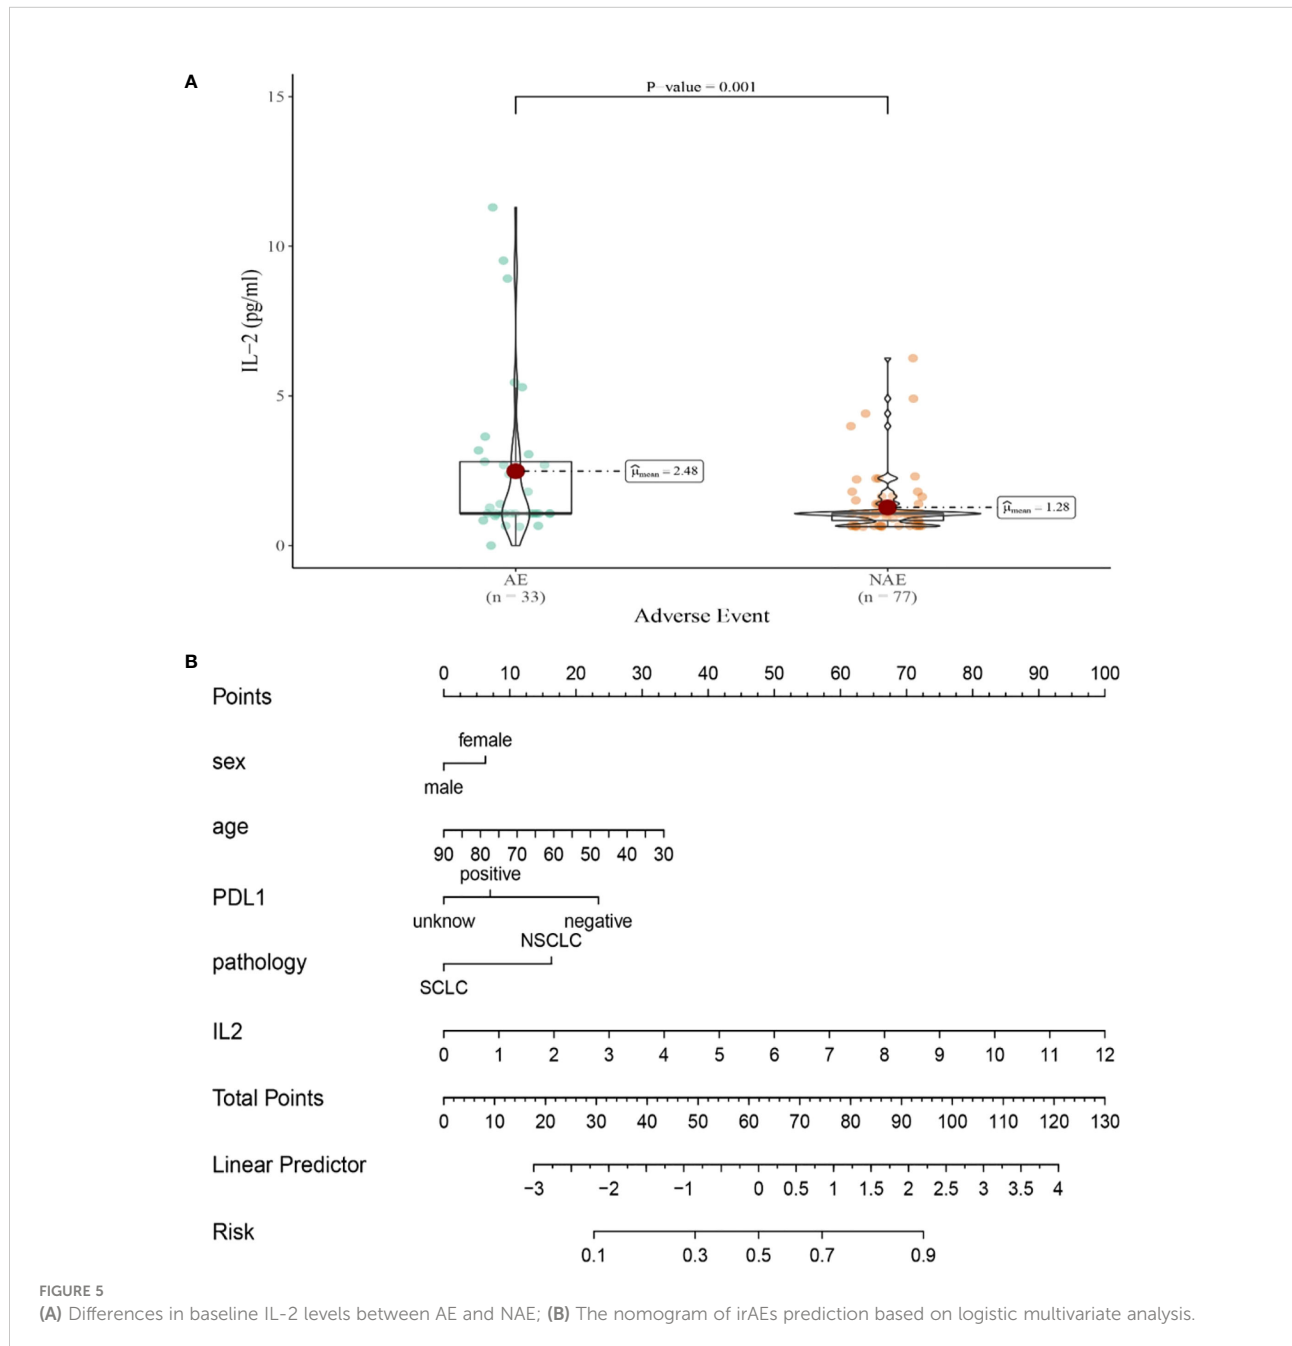 A
P-value = 0.001
15
10
5
0
IL-2 (pg/ml)
μ̂mean = 2.48
μ̂mean = 1.28
AE
(n = 33)
NAE
(n = 77)
Adverse Event
B
Points
0 10 20 30 40 50 60 70 80 90 100
sex
female
male
age
90 80 70 60 50 40 30
PDL1
positive
unknow negative
pathology
NSCLC
SCLC
IL2
0 1 2 3 4 5 6 7 8 9 10 11 12
Total Points
0 10 20 30 40 50 60 70 80 90 100 110 120 130
Linear Predictor
−3 −2 −1 0 0.5 1 1.5 2 2.5 3 3.5 4
Risk
0.1 0.3 0.5 0.7 0.9
FIGURE 5
(A) Differences in baseline IL-2 levels between AE and NAE; (B) The nomogram of irAEs prediction based on logistic multivariate analysis.